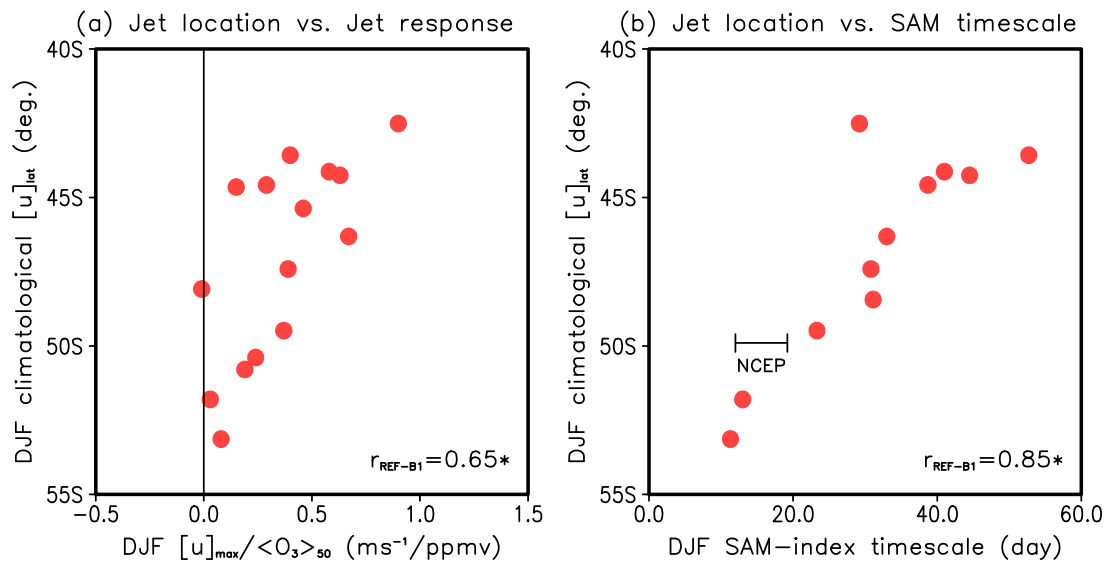 (a) Jet location vs. Jet response
40S
45S
50S
55S
DJF climatological [u]lat (deg.)
-0.5 0.0 0.5 1.0 1.5
DJF [u]max/<O3>50 (ms⁻¹/ppmv)
rREF-B1=0.65*
(b) Jet location vs. SAM timescale
40S
45S
50S
55S
DJF climatological [u]lat (deg.)
NCEP
rREF-B1=0.85*
0.0 20.0 40.0 60.0
DJF SAM-index timescale (day)